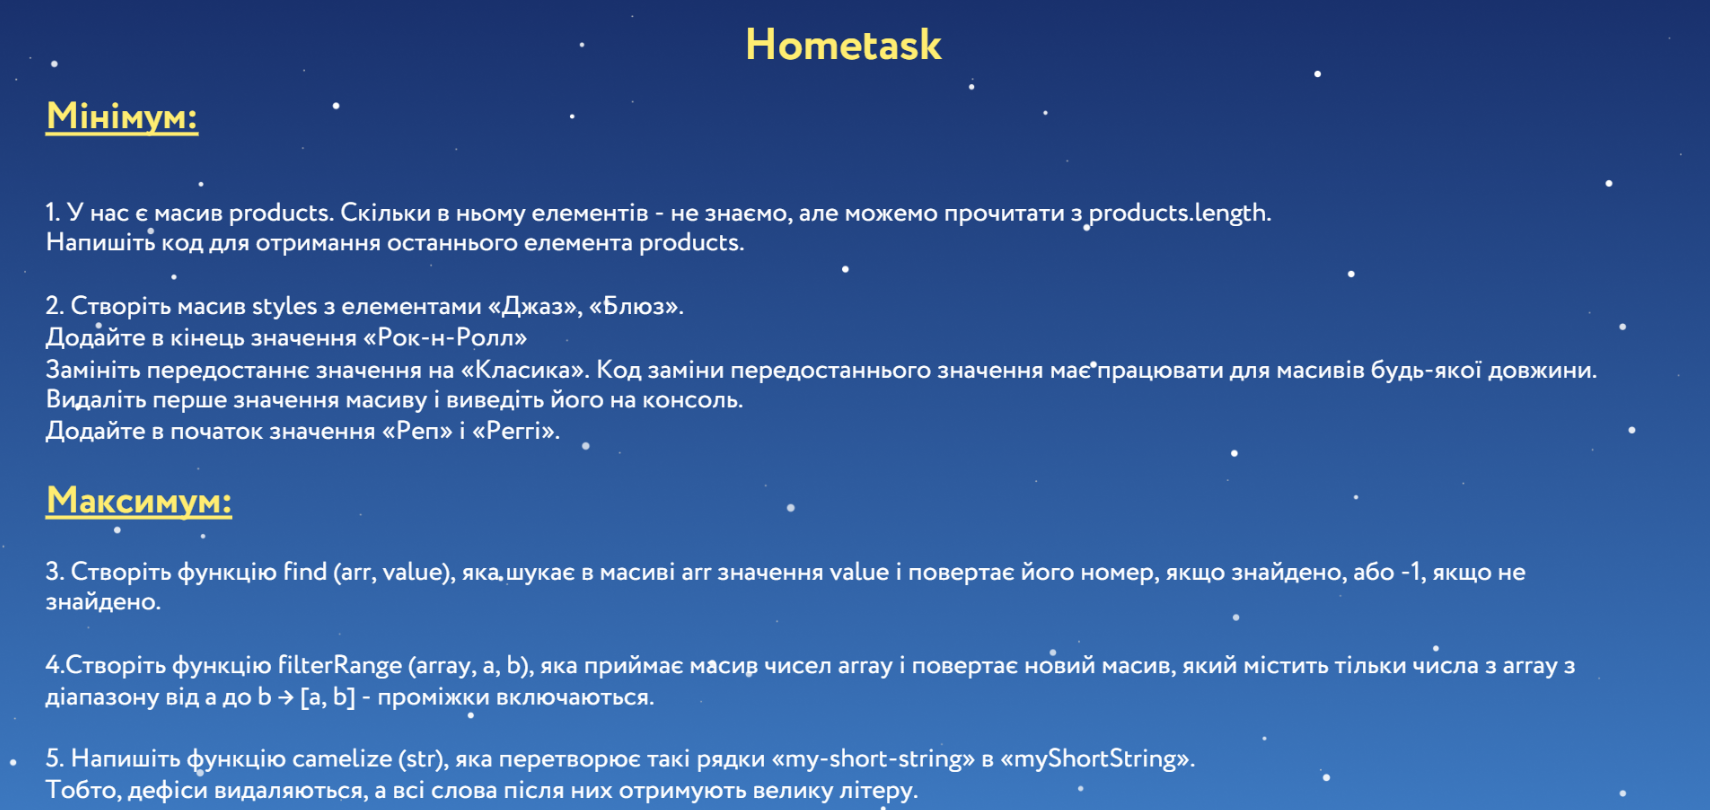 Hometask
Мінімум:
1. У нас є масив products. Скільки в ньому елементів - не знаємо, але можемо прочитати з products.length.
Напишіть код для отримання останнього елемента products.
2. Створіть масив styles з елементами «Джаз», «Блюз».
Додайте в кінець значення «Рок-н-Ролл»
Замініть передостаннє значення на «Класика». Код заміни передостаннього значення має працювати для масивів будь-якої довжини.
Видаліть перше значення масиву і виведіть його на консоль.
Додайте в початок значення «Реп» і «Реггі».
Максимум:
3. Створіть функцію find (arr, value), яка шукає в масиві arr значення value і повертає його номер, якщо знайдено, або -1, якщо не
знайдено.
4.Створіть функцію filterRange (array, a, b), яка приймає масив чисел array і повертає новий масив, який містить тільки числа з array з
діапазону від a до b → [a, b] - проміжки включаються.
5. Напишіть функцію camelize (str), яка перетворює такі рядки «my-short-string» в «myShortString».
Тобто, дефіси видаляються, а всі слова після них отримують велику літеру.